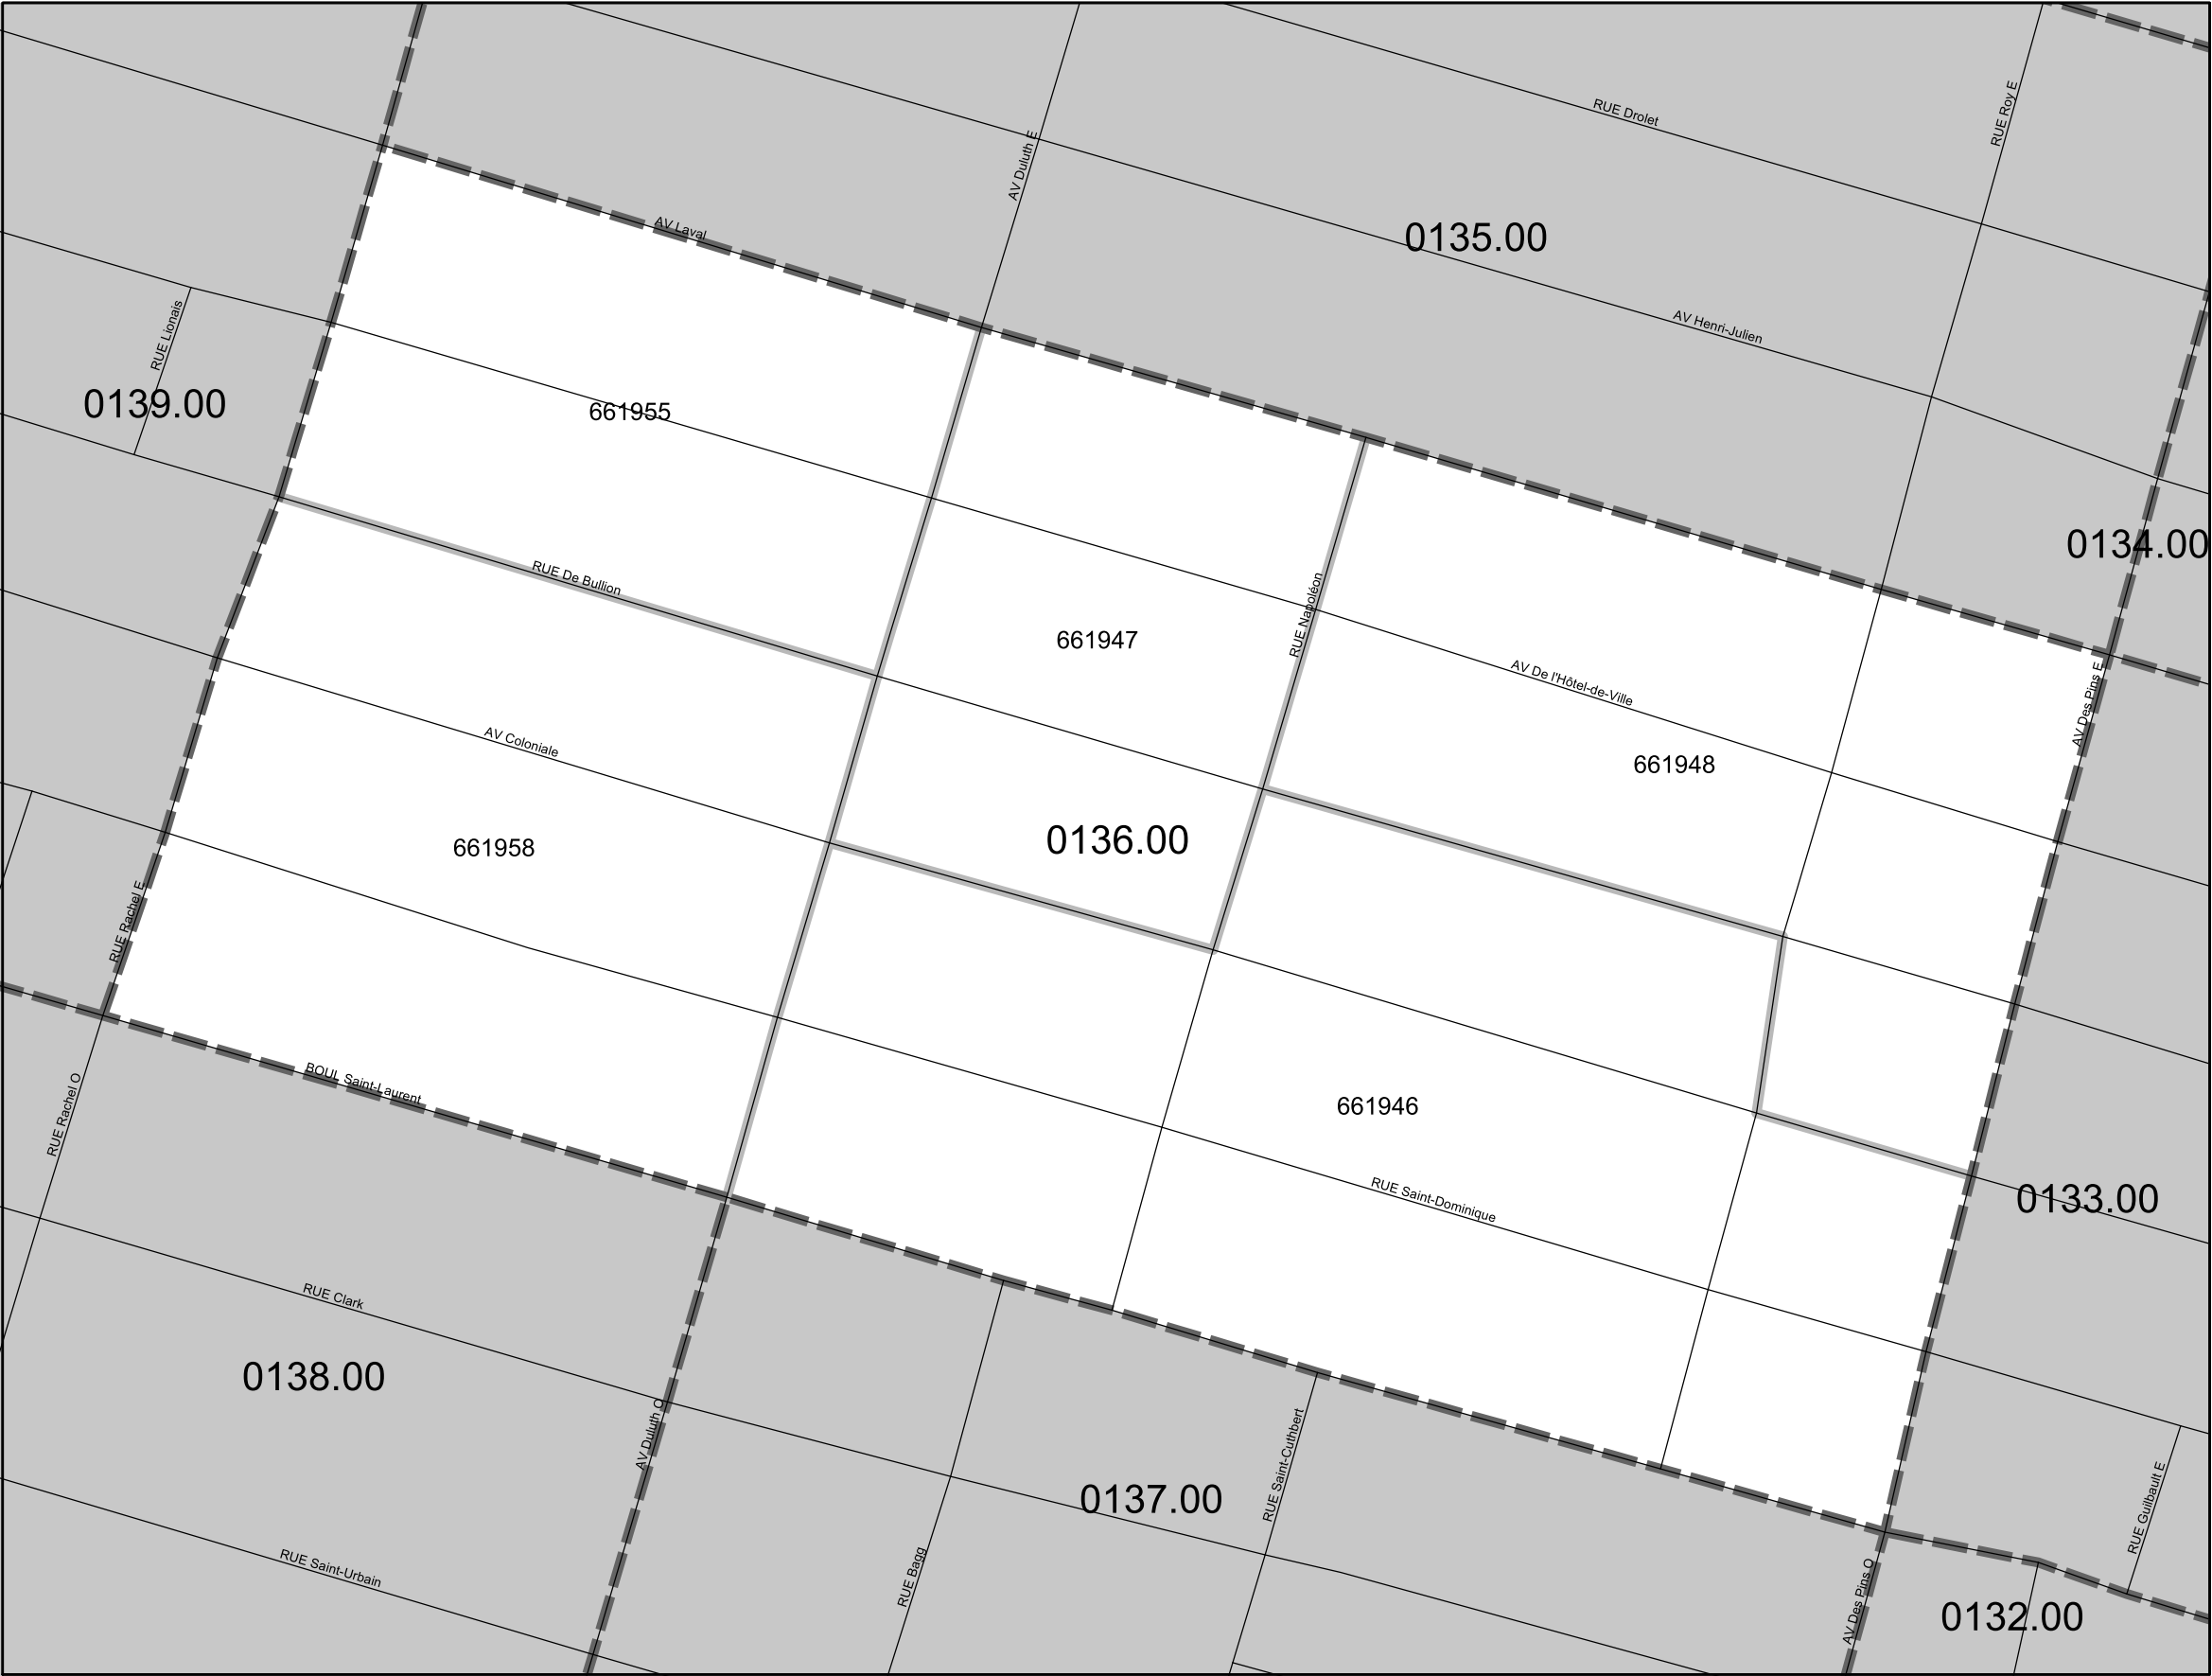 RUE Drolet
RUE Roy E
AV Duluth E
AV Laval
0135.00
RUE Lionais
AV Henri-Julien
0139.00
661955
0134.00
RUE De Bullion
RUE Napoléon
661947
AV De l'Hôtel-de-Ville
AV Des Pins E
AV Coloniale
661948
0136.00
661958
RUE Rachel E
BOUL Saint-Laurent
RUE Rachel O
661946
RUE Saint-Dominique
0133.00
RUE Clark
0138.00
AV Duluth O
RUE Saint-Cuthbert
0137.00
RUE Guilbault E
RUE Saint-Urbain
RUE Bagg
AV Des Pins O
0132.00